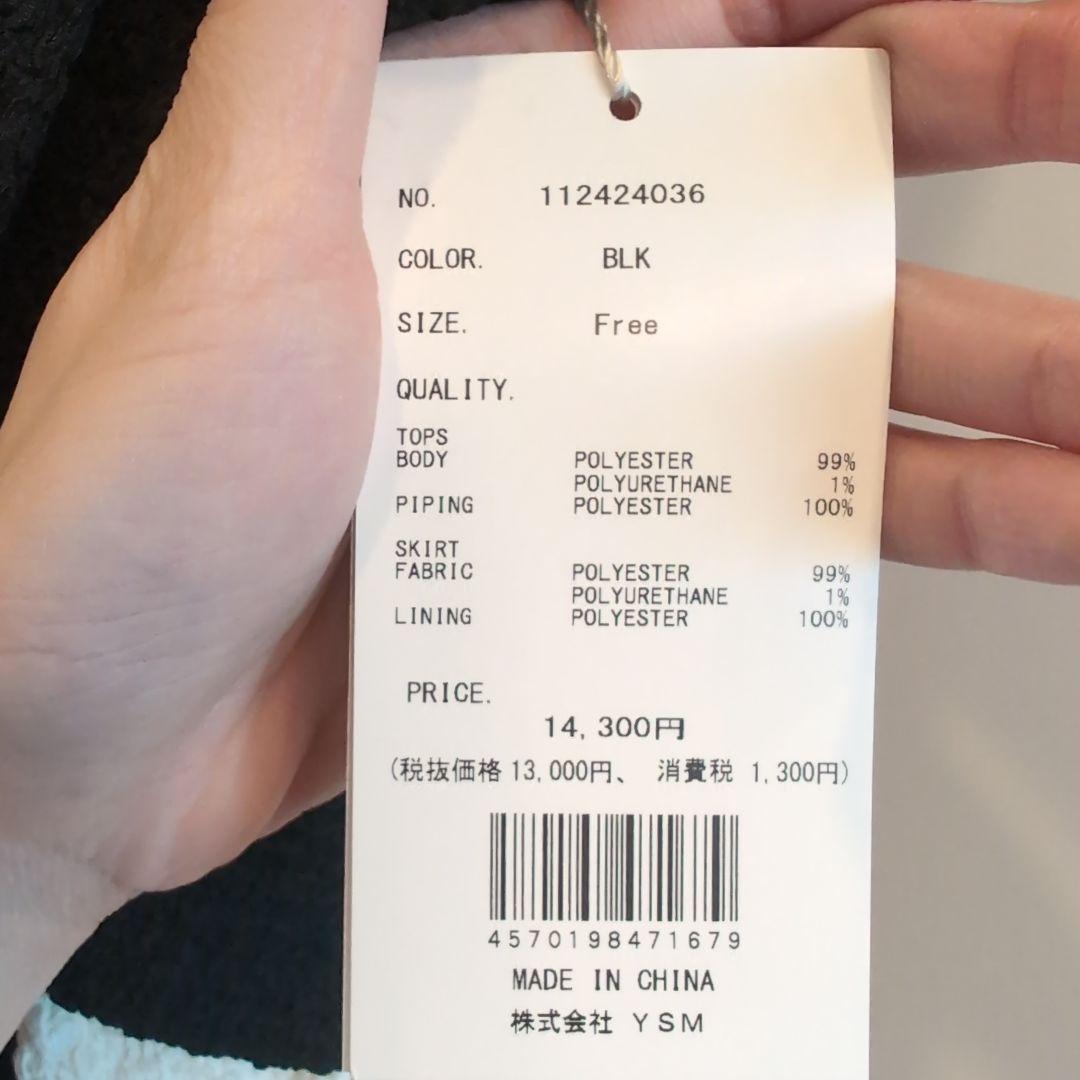 NO. 112424036
COLOR. BLK
SIZE. Free
QUALITY.
TOPS
BODY POLYESTER 99%
POLYURETHANE 1%
PIPING POLYESTER 100%
SKIRT
FABRIC POLYESTER 99%
POLYURETHANE 1%
LINING POLYESTER 100%
PRICE.
14,300円
(税抜価格 13,000円、 消費税 1,300円)
4570198471679
MADE IN CHINA
株式会社 YSM